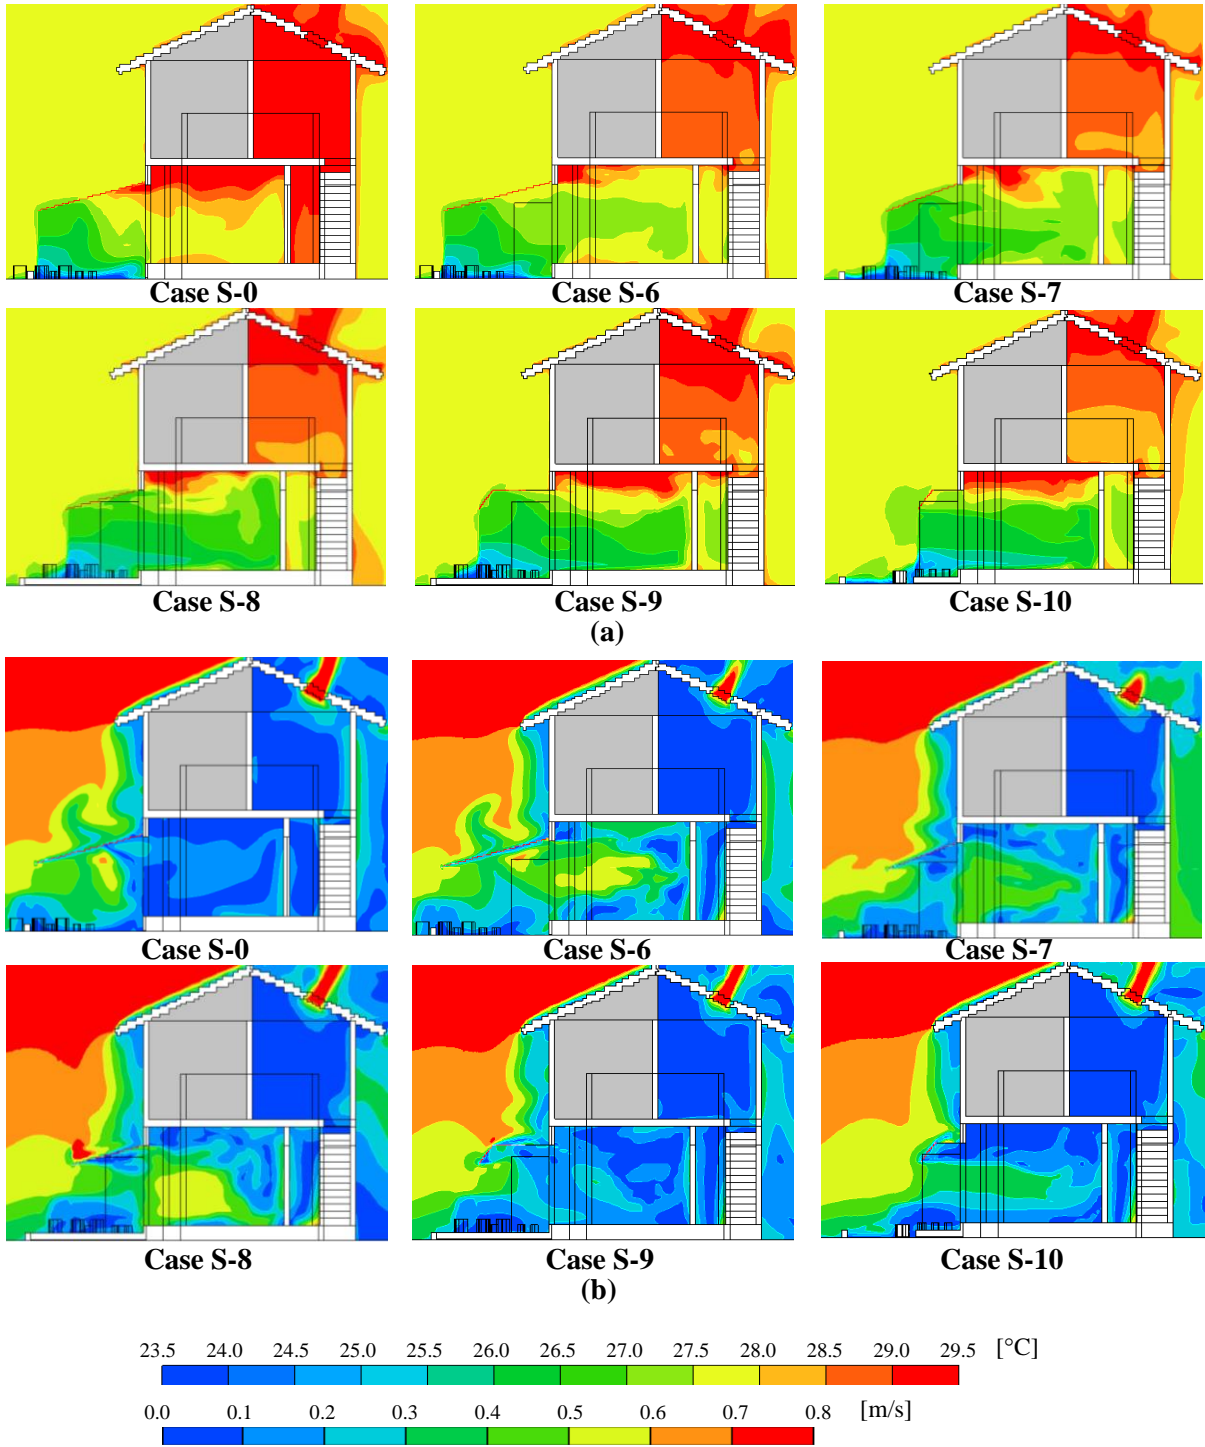 Case S-0 Case S-6 Case S-7
Case S-8 Case S-9 Case S-10
(a)
Case S-0 Case S-6 Case S-7
Case S-8 Case S-9 Case S-10
(b)
23.5 24.0 24.5 25.0 25.5 26.0 26.5 27.0 27.5 28.0 28.5 29.0 29.5 [°C]
0.0 0.1 0.2 0.3 0.4 0.5 0.6 0.7 0.8 [m/s]